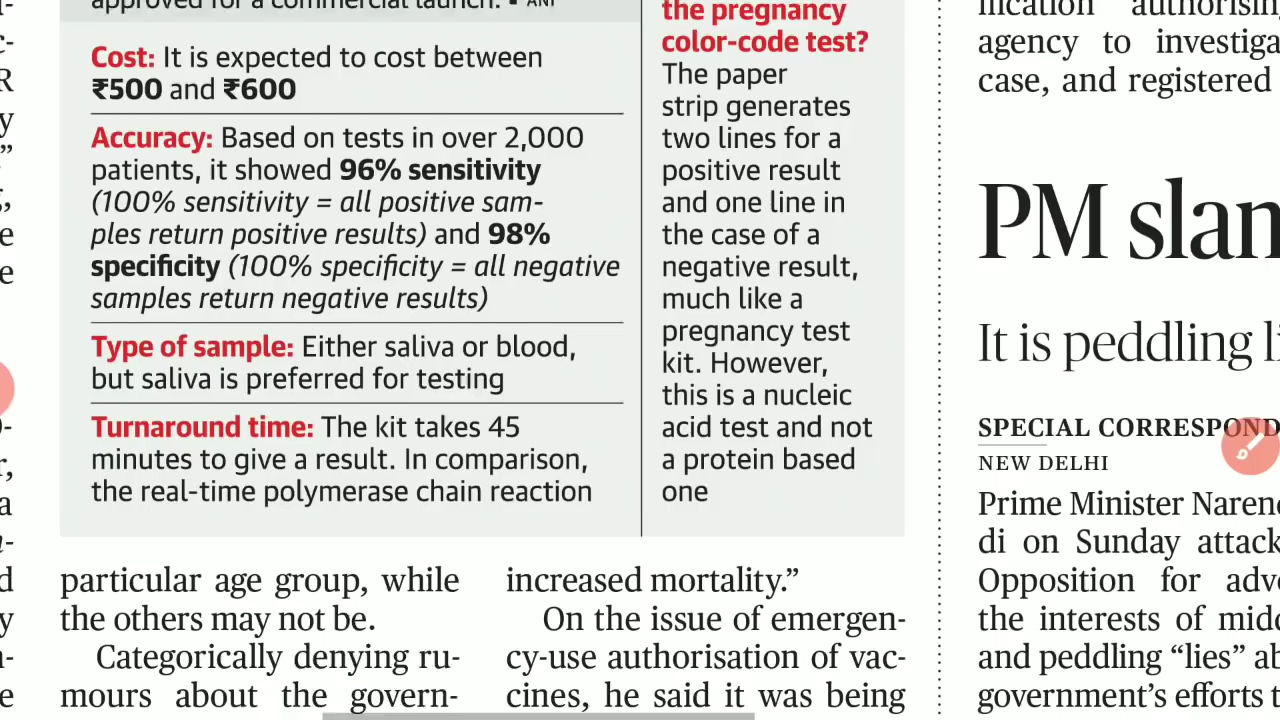 approved for a commercial launch. ▪ ANI
Cost: It is expected to cost between
₹500 and ₹600
Accuracy: Based on tests in over 2,000
patients, it showed 96% sensitivity
(100% sensitivity = all positive sam-
ples return positive results) and 98%
specificity (100% specificity = all negative
samples return negative results)
Type of sample: Either saliva or blood,
but saliva is preferred for testing
Turnaround time: The kit takes 45
minutes to give a result. In comparison,
the real-time polymerase chain reaction
the pregnancy
color-code test?
The paper
strip generates
two lines for a
positive result
and one line in
the case of a
negative result,
much like a
pregnancy test
kit. However,
this is a nucleic
acid test and not
a protein based
one
particular age group, while
the others may not be.
Categorically denying ru-
mours about the govern-
increased mortality.”
On the issue of emergen-
cy-use authorisation of vac-
cines, he said it was being
agency to investiga
case, and registered
PM slan
It is peddling li
SPECIAL CORRESPOND
NEW DELHI
Prime Minister Naren
di on Sunday attack
Opposition for adv
the interests of mid
and peddling “lies” ab
government’s efforts t